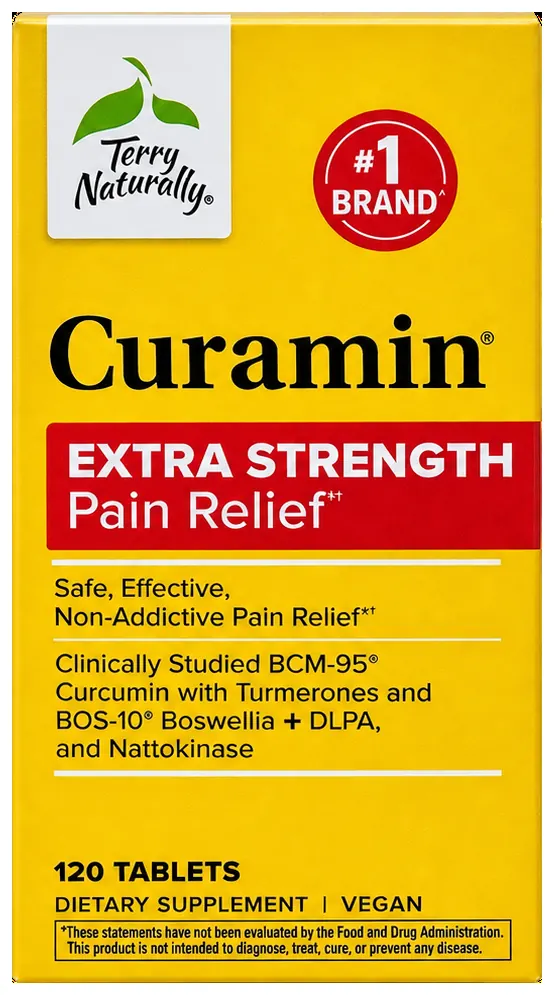 Terry
Naturally®
#1
BRAND^
Curamin®
EXTRA STRENGTH
Pain Relief*†
Safe, Effective,
Non-Addictive Pain Relief*†
Clinically Studied BCM-95®
Curcumin with Turmerones and
BOS-10® Boswellia + DLPA,
and Nattokinase
120 TABLETS
DIETARY SUPPLEMENT | VEGAN
*These statements have not been evaluated by the Food and Drug Administration.
This product is not intended to diagnose, treat, cure, or prevent any disease.